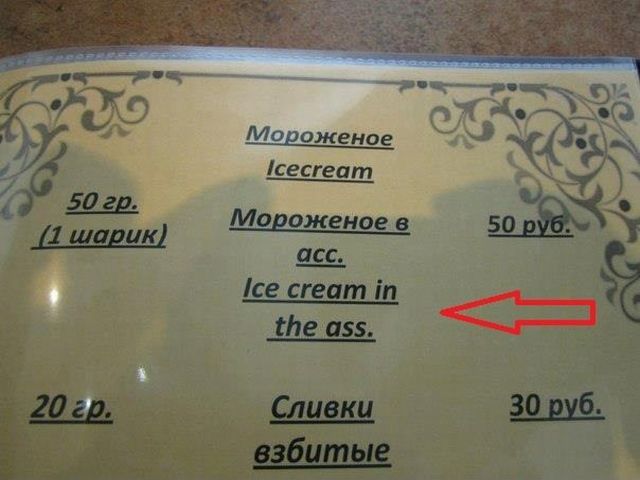 Мороженое
Icecream
50 гр.
(1 шарик)
Мороженое в
асс.
50 руб.
Ice cream in
the ass.
20 гр.
Сливки
взбитые
30 руб.